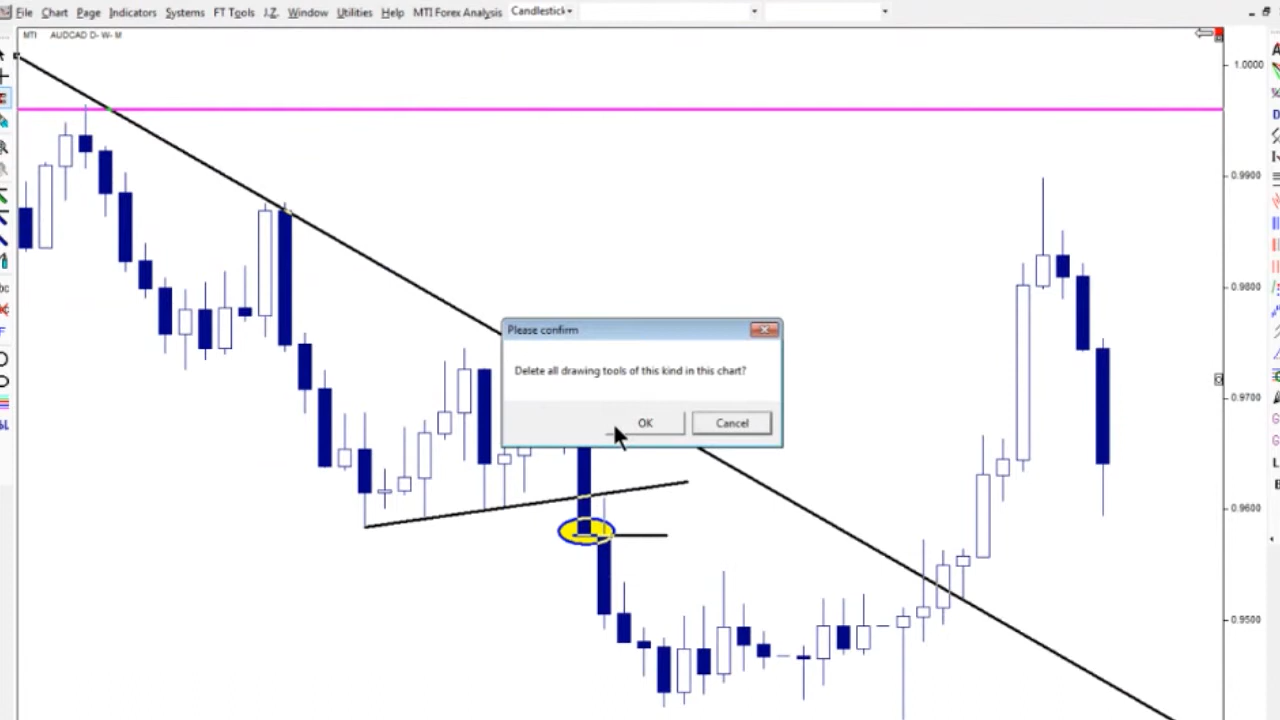 File Chart Page Indicators Systems FT Tools J.Z. Window Utilities Help MTI Forex Analysis Candlestick
MTI AUDCAD D- W- M
1.0000
0.9900
0.9800
Please confirm
Delete all drawing tools of this kind in this chart?
0.9700
OK Cancel
0.9600
0.9500